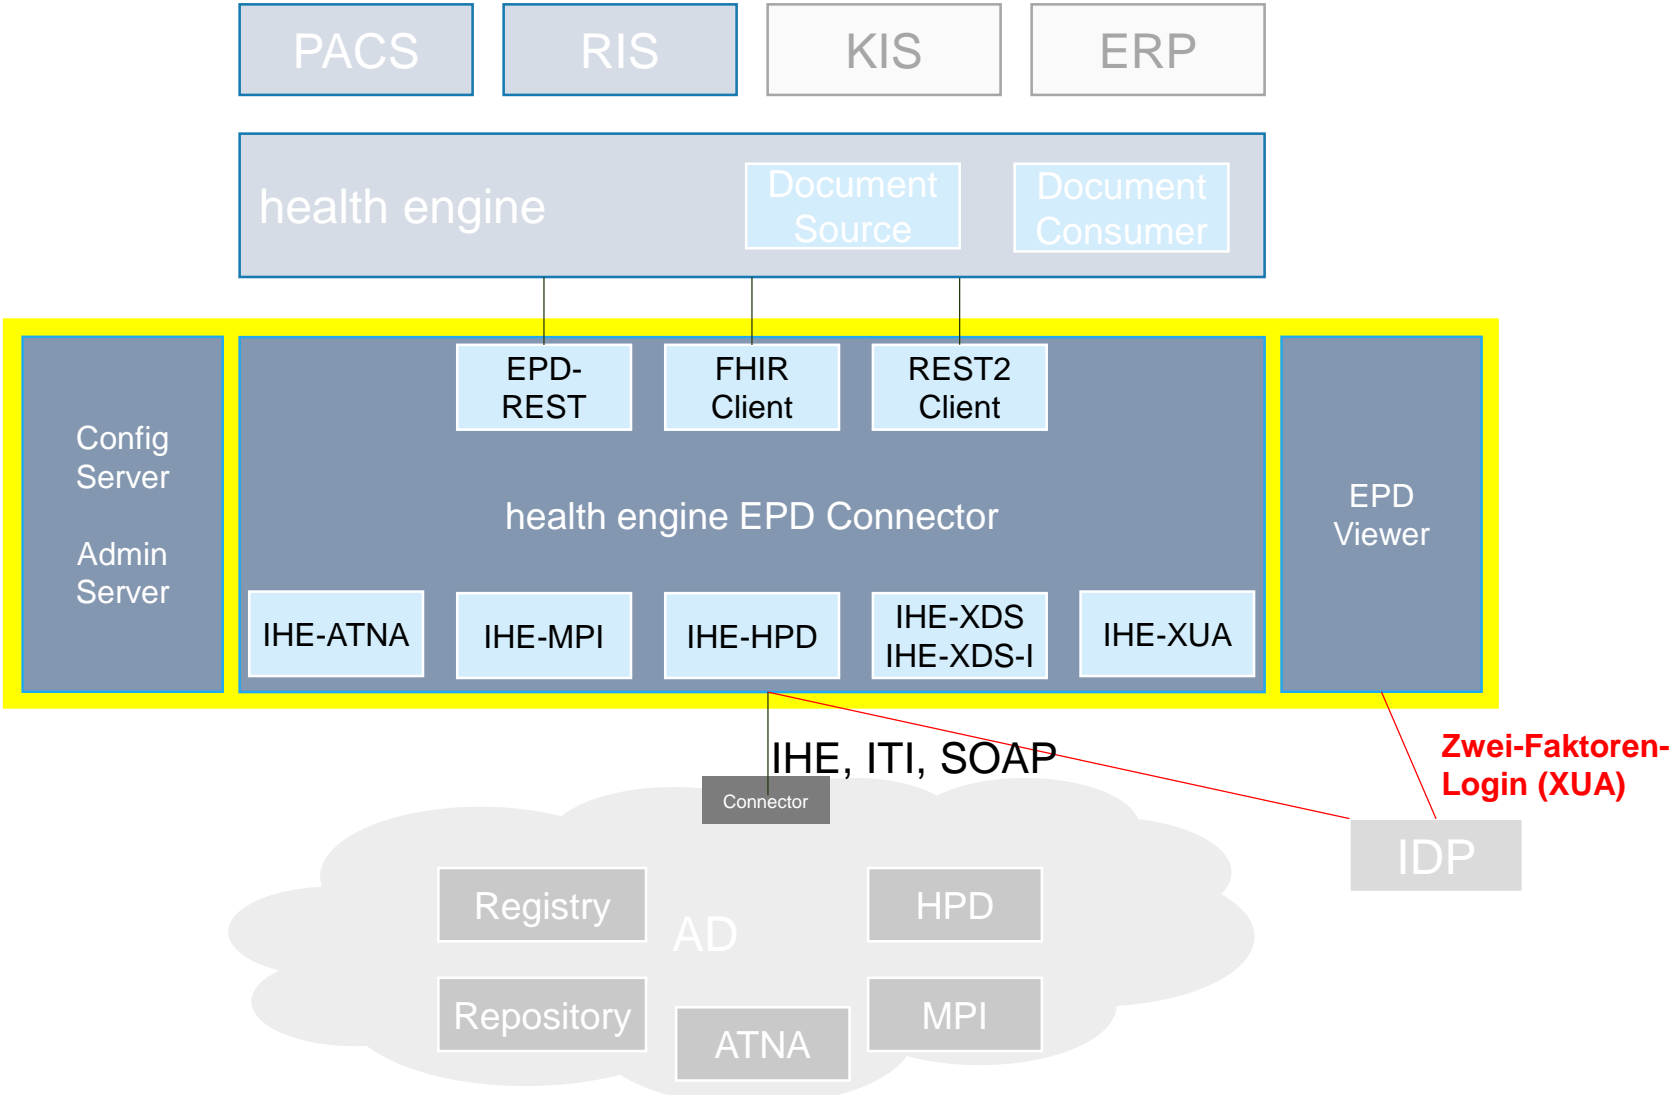 PACS
RIS
KIS
ERP
health engine
Document
Source
Document
Consumer
EPD-
REST
FHIR
Client
REST2
Client
Config
Server
Admin
Server
health engine EPD Connector
EPD
Viewer
IHE-ATNA
IHE-MPI
IHE-HPD
IHE-XDS
IHE-XDS-I
IHE-XUA
IHE, ITI, SOAP
Zwei-Faktoren-
Login (XUA)
Connector
IDP
Registry
AD
HPD
Repository
ATNA
MPI